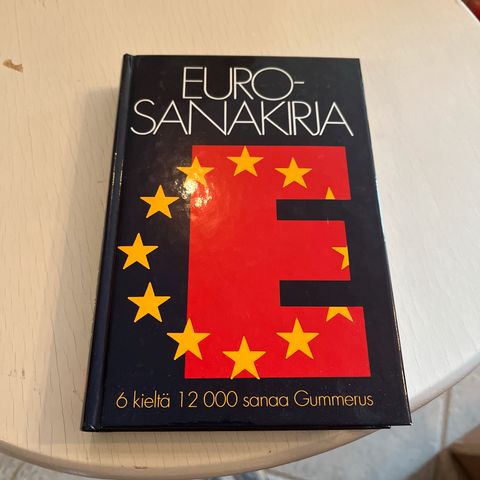 EURO-
SANAKIRJA
E
6 kieltä 12 000 sanaa Gummerus